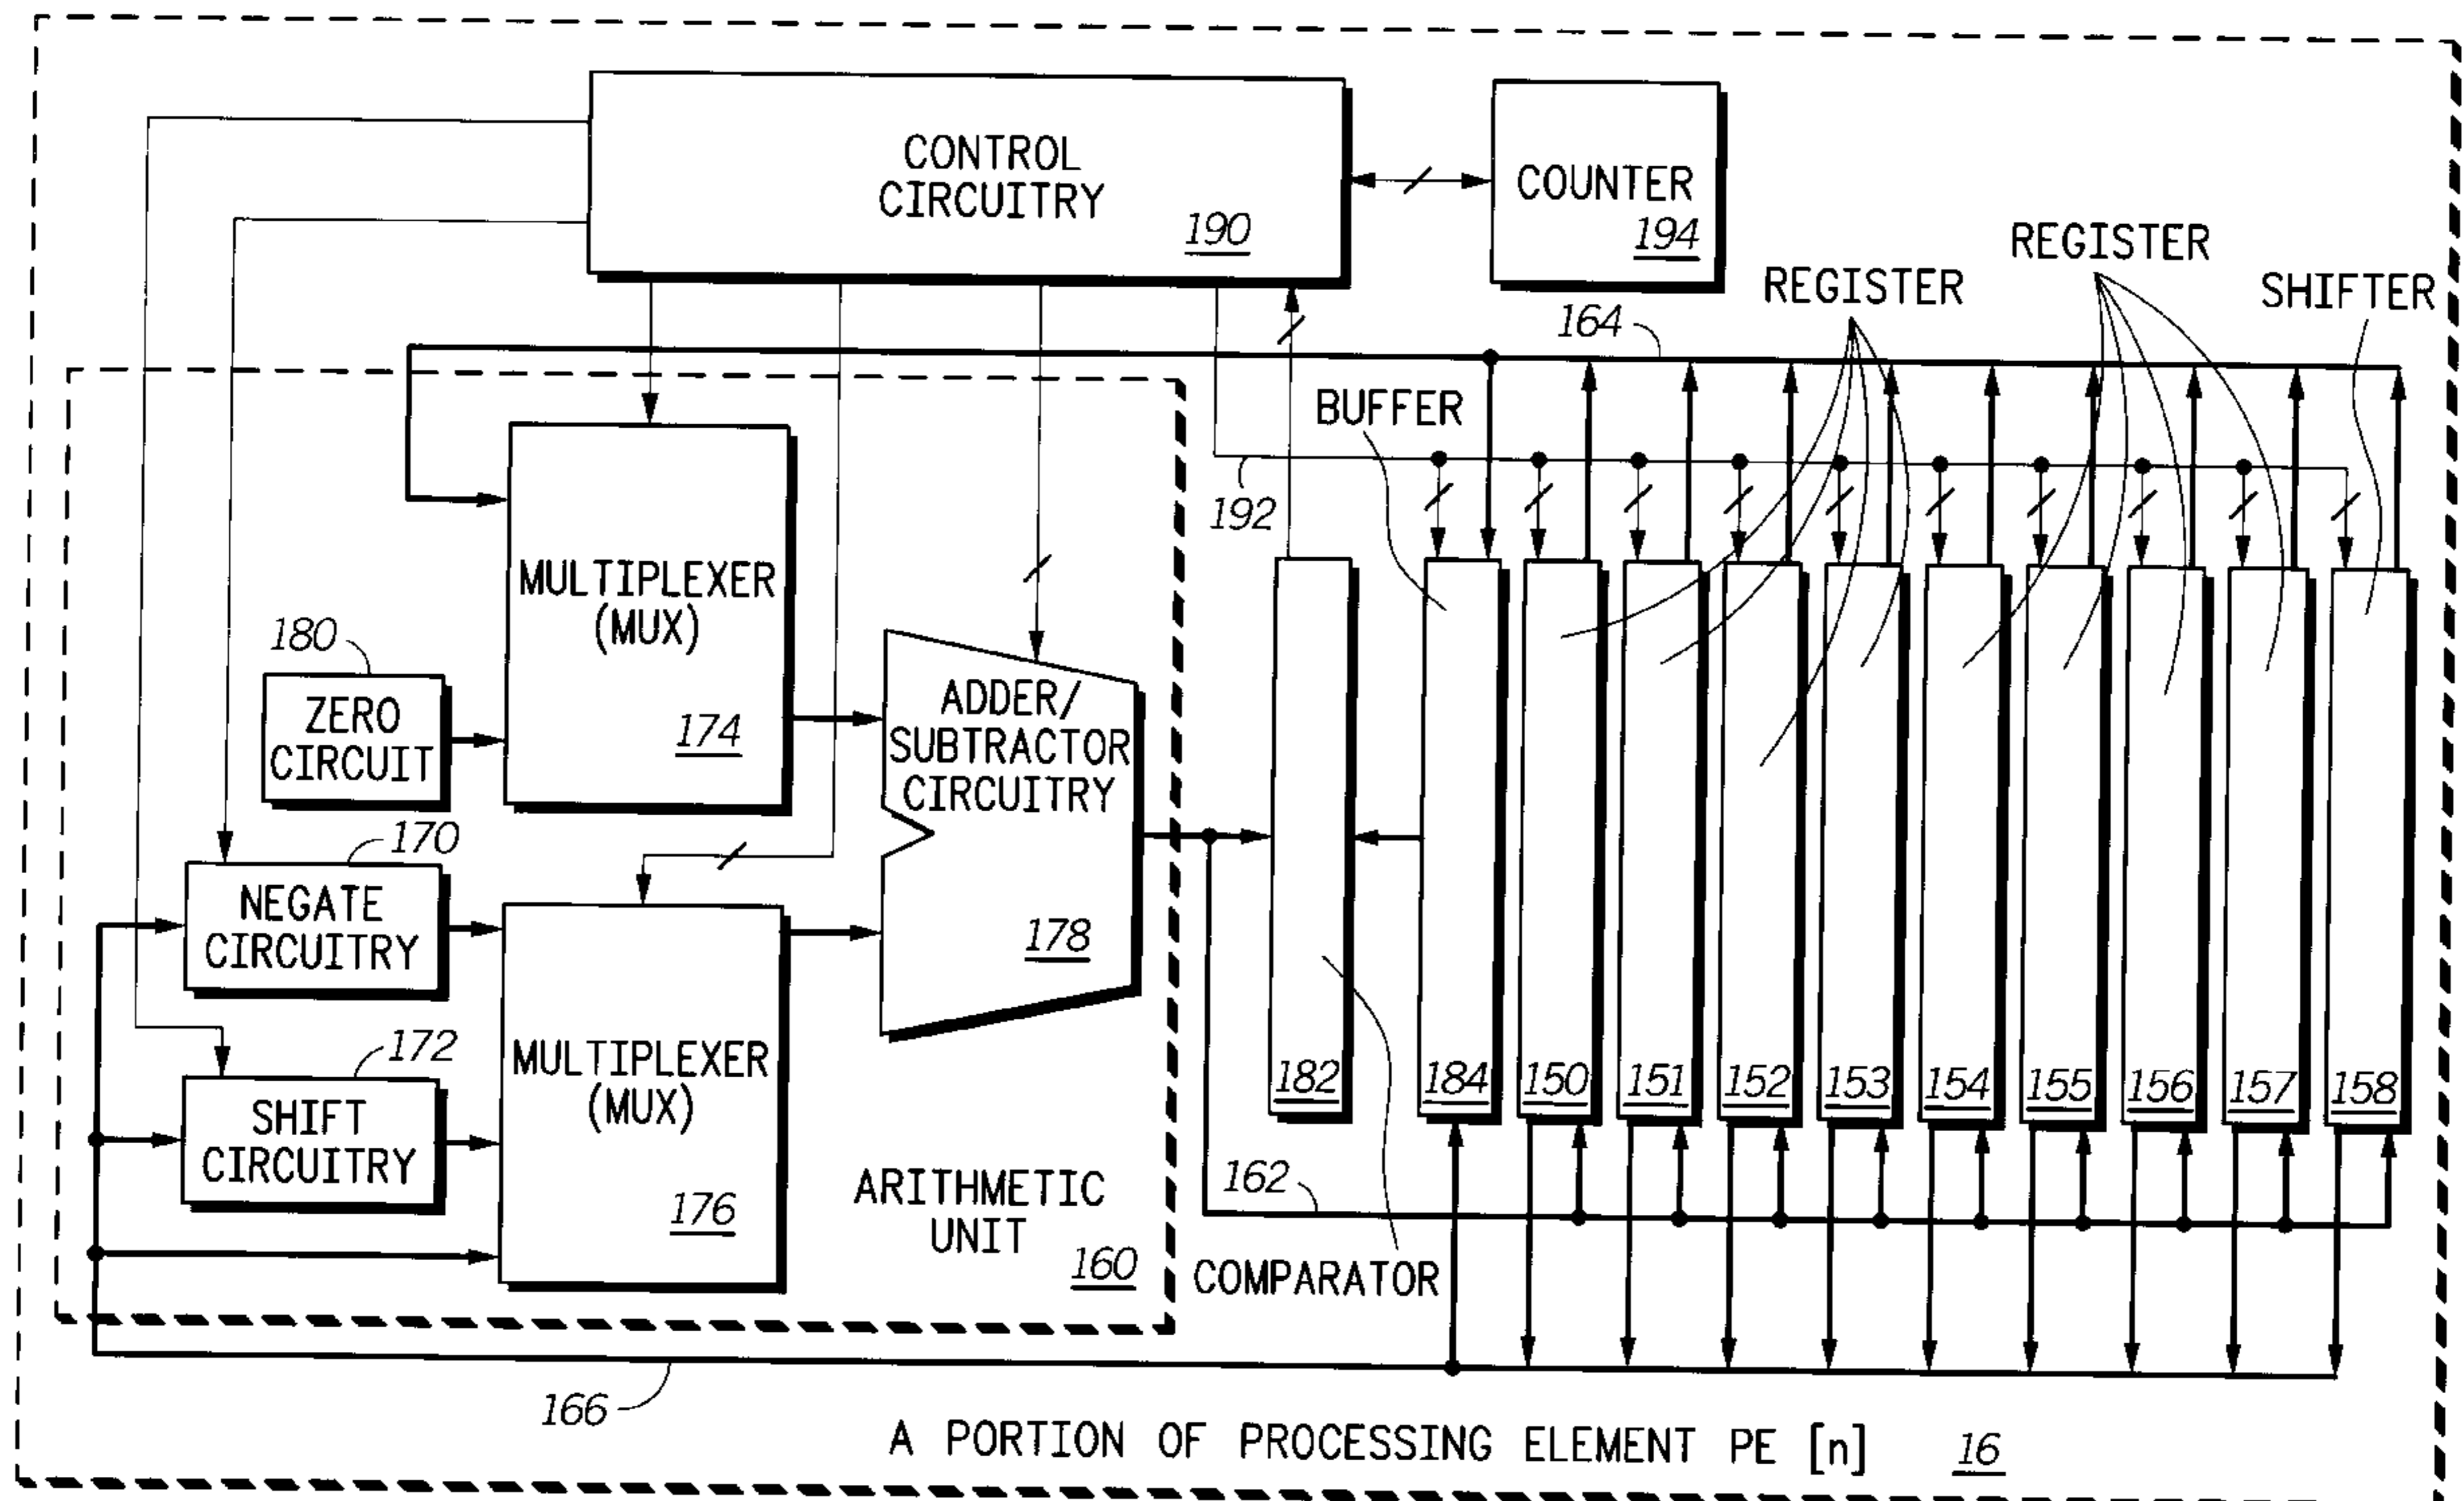 CONTROL
CIRCUITRY
190
COUNTER
194
REGISTER
REGISTER
SHIFTER
164
BUFFER
192
MULTIPLEXER
(MUX)
174
180
ZERO
CIRCUIT
ADDER/
SUBTRACTOR
CIRCUITRY
178
170
NEGATE
CIRCUITRY
172
SHIFT
CIRCUITRY
MULTIPLEXER
(MUX)
176
ARITHMETIC
UNIT
160
182
184
150
151
152
153
154
155
156
157
158
162
COMPARATOR
166
A PORTION OF PROCESSING ELEMENT PE [n]
16